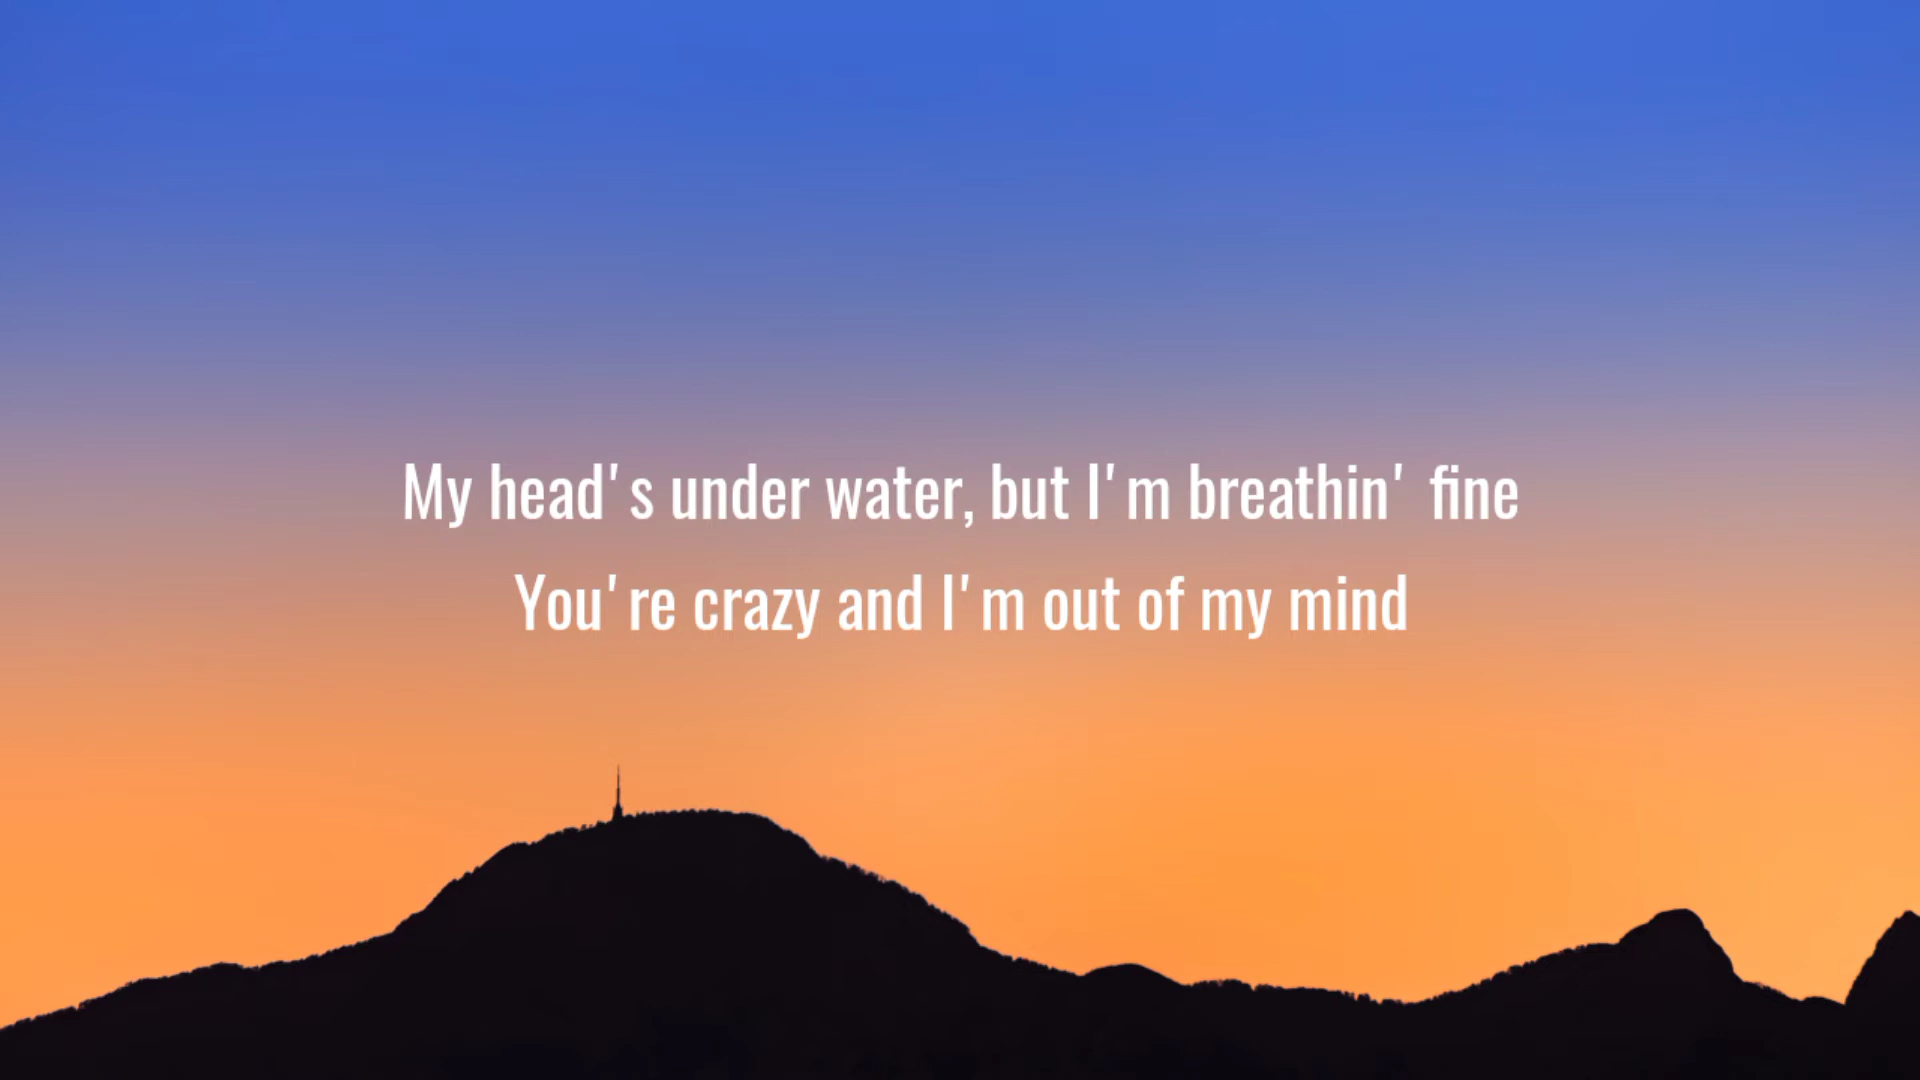 My head's under water, but I'm breathin' fine
You're crazy and I'm out of my mind